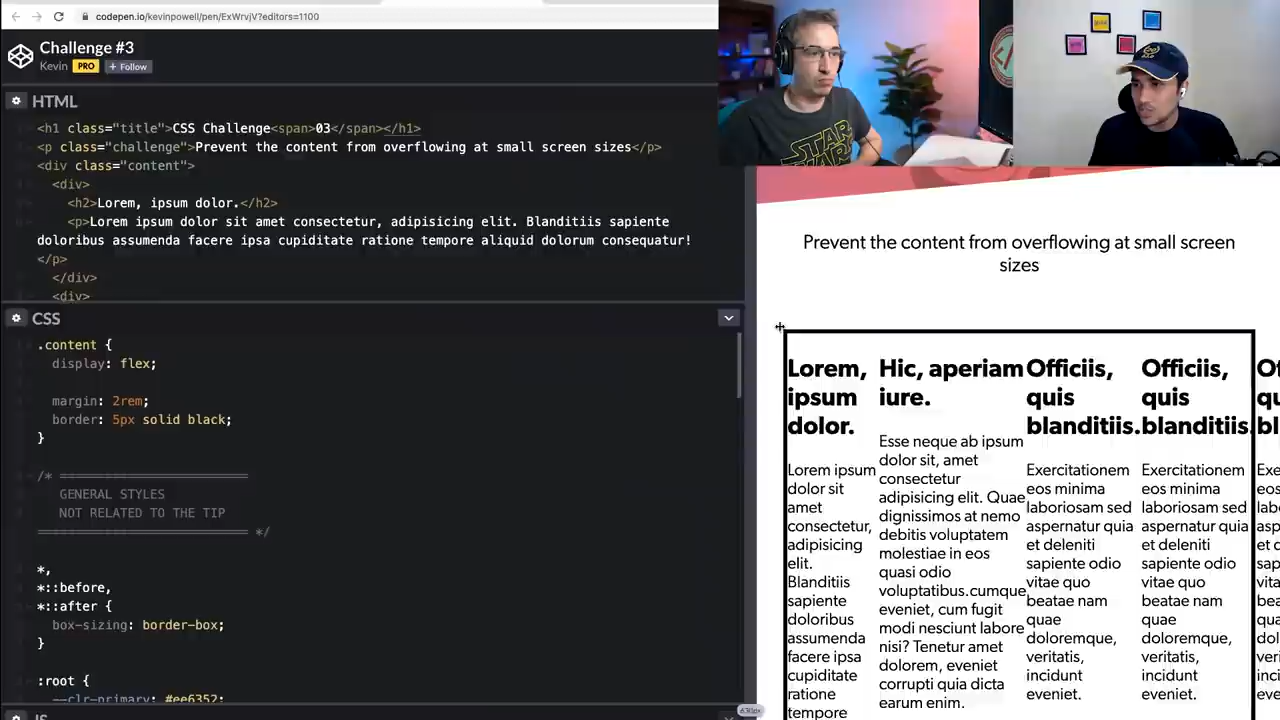 codepen.io/kevinpowell/pen/ExWrvjV?editors=1100
Challenge #3
Kevin PRO + Follow
HTML
<h1 class="title">CSS Challenge<span>03</span></h1>
<p class="challenge">Prevent the content from overflowing at small screen sizes</p>
<div class="content">
<div>
<h2>Lorem, ipsum dolor.</h2>
<p>Lorem ipsum dolor sit amet consectetur, adipisicing elit. Blanditiis sapiente
doloribus assumenda facere ipsa cupiditate ratione tempore aliquid dolorum consequatur!
</p>
</div>
<div>
CSS
.content {
display: flex;
margin: 2rem;
border: 5px solid black;
}
/* ============================
GENERAL STYLES
NOT RELATED TO THE TIP
============================ */
*,
*::before,
*::after {
box-sizing: border-box;
}
:root {
--clr-primary: #ee6352;
JS
STAR
WARS
Prevent the content from overflowing at small screen
sizes
Lorem,
ipsum
dolor.
Lorem ipsum
dolor sit
amet
consectetur,
adipisicing
elit.
Blanditiis
sapiente
doloribus
assumenda
facere ipsa
cupiditate
ratione
tempore
Hic, aperiam
iure.
Esse neque ab ipsum
dolor sit, amet
consectetur
adipisicing elit. Quae
dignissimos at nemo
debitis voluptatem
molestiae in eos
quasi odio
voluptatibus.cumque
eveniet, cum fugit
modi nesciunt labore
nisi? Tenetur amet
dolorem, eveniet
corrupti quia dicta
earum enim.
Officiis,
quis
blanditiis.
Exercitationem
eos minima
laboriosam sed
aspernatur quia
et deleniti
sapiente odio
vitae quo
beatae nam
quae
doloremque,
veritatis,
incidunt
eveniet.
Officiis,
quis
blanditiis.
Exercitationem
eos minima
laboriosam sed
aspernatur quia
et deleniti
sapiente odio
vitae quo
beatae nam
quae
doloremque,
veritatis,
incidunt
eveniet.